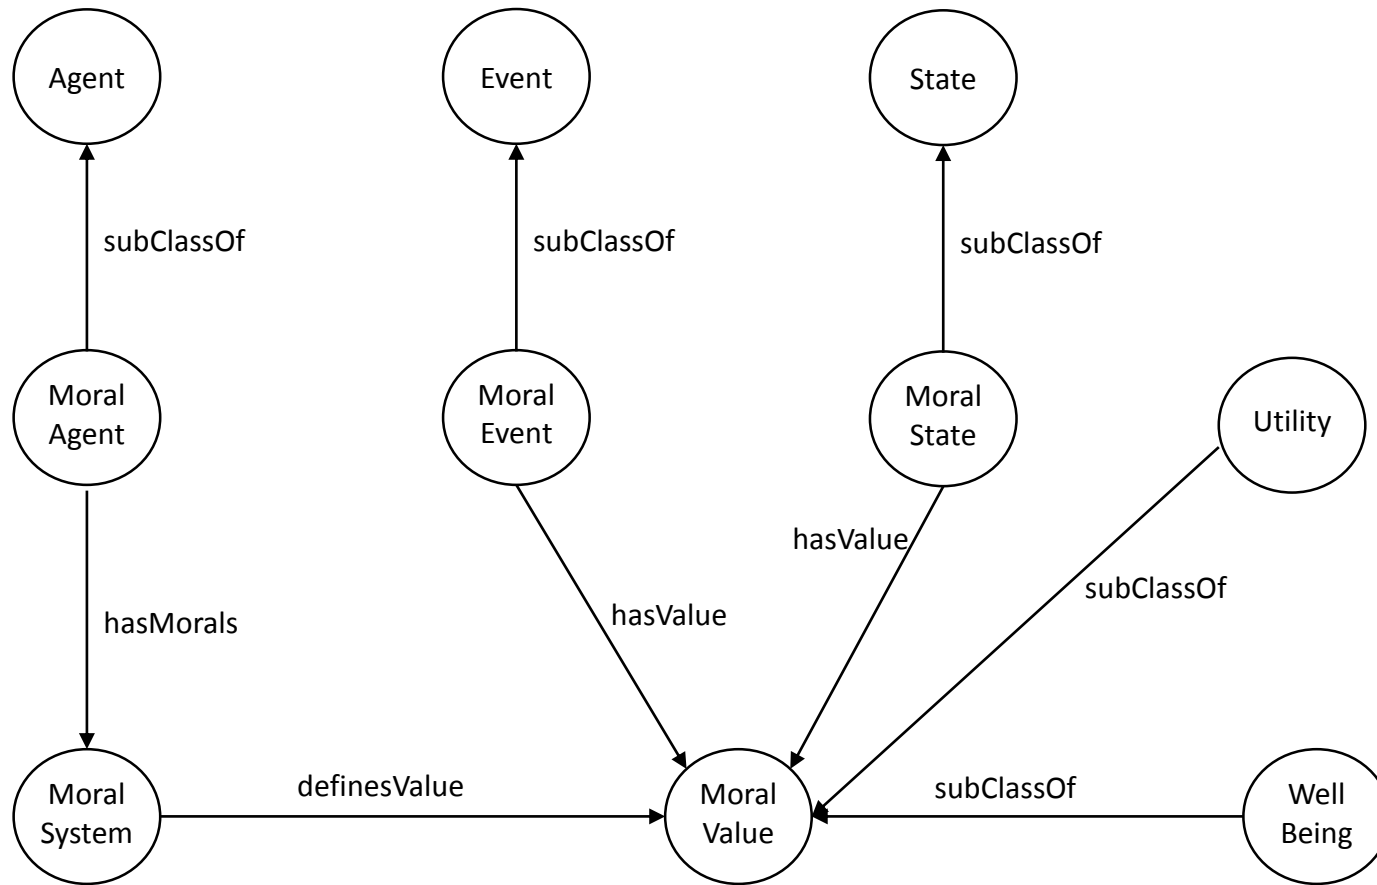 Agent
Event
State
subClassOf
subClassOf
subClassOf
Moral
Agent
Moral
Event
Moral
State
Utility
hasValue
subClassOf
hasMorals
hasValue
definesValue
subClassOf
Moral
System
Moral
Value
Well
Being